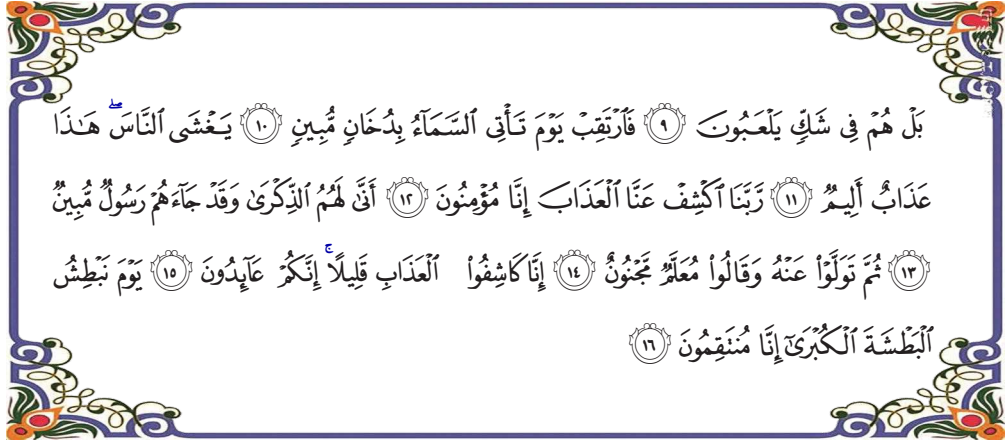 بَلۡ هُمۡ فِي شَكّٖ يَلۡعَبُونَ ٩ فَٱرۡتَقِبۡ يَوۡمَ تَأۡتِي ٱلسَّمَآءُ بِدُخَانٖ مُّبِينٖ ١٠ يَغۡشَى ٱلنَّاسَۖ هَٰذَا
عَذَابٌ أَلِيمٞ ١١ رَّبَّنَا ٱكۡشِفۡ عَنَّا ٱلۡعَذَابَ إِنَّا مُؤۡمِنُونَ ١٢ أَنَّىٰ لَهُمُ ٱلذِّكۡرَىٰ وَقَدۡ جَآءَهُمۡ رَسُولٞ مُّبِينٞ
١٣ ثُمَّ تَوَلَّوۡاْ عَنۡهُ وَقَالُواْ مُعَلَّمٞ مَّجۡنُونٌ ١٤ إِنَّا كَاشِفُواْ ٱلۡعَذَابِ قَلِيلًاۚ إِنَّكُمۡ عَآئِدُونَ ١٥ يَوۡمَ نَبۡطِشُ
ٱلۡبَطۡشَةَ ٱلۡكُبۡرَىٰٓ إِنَّا مُنتَقِمُونَ ١٦